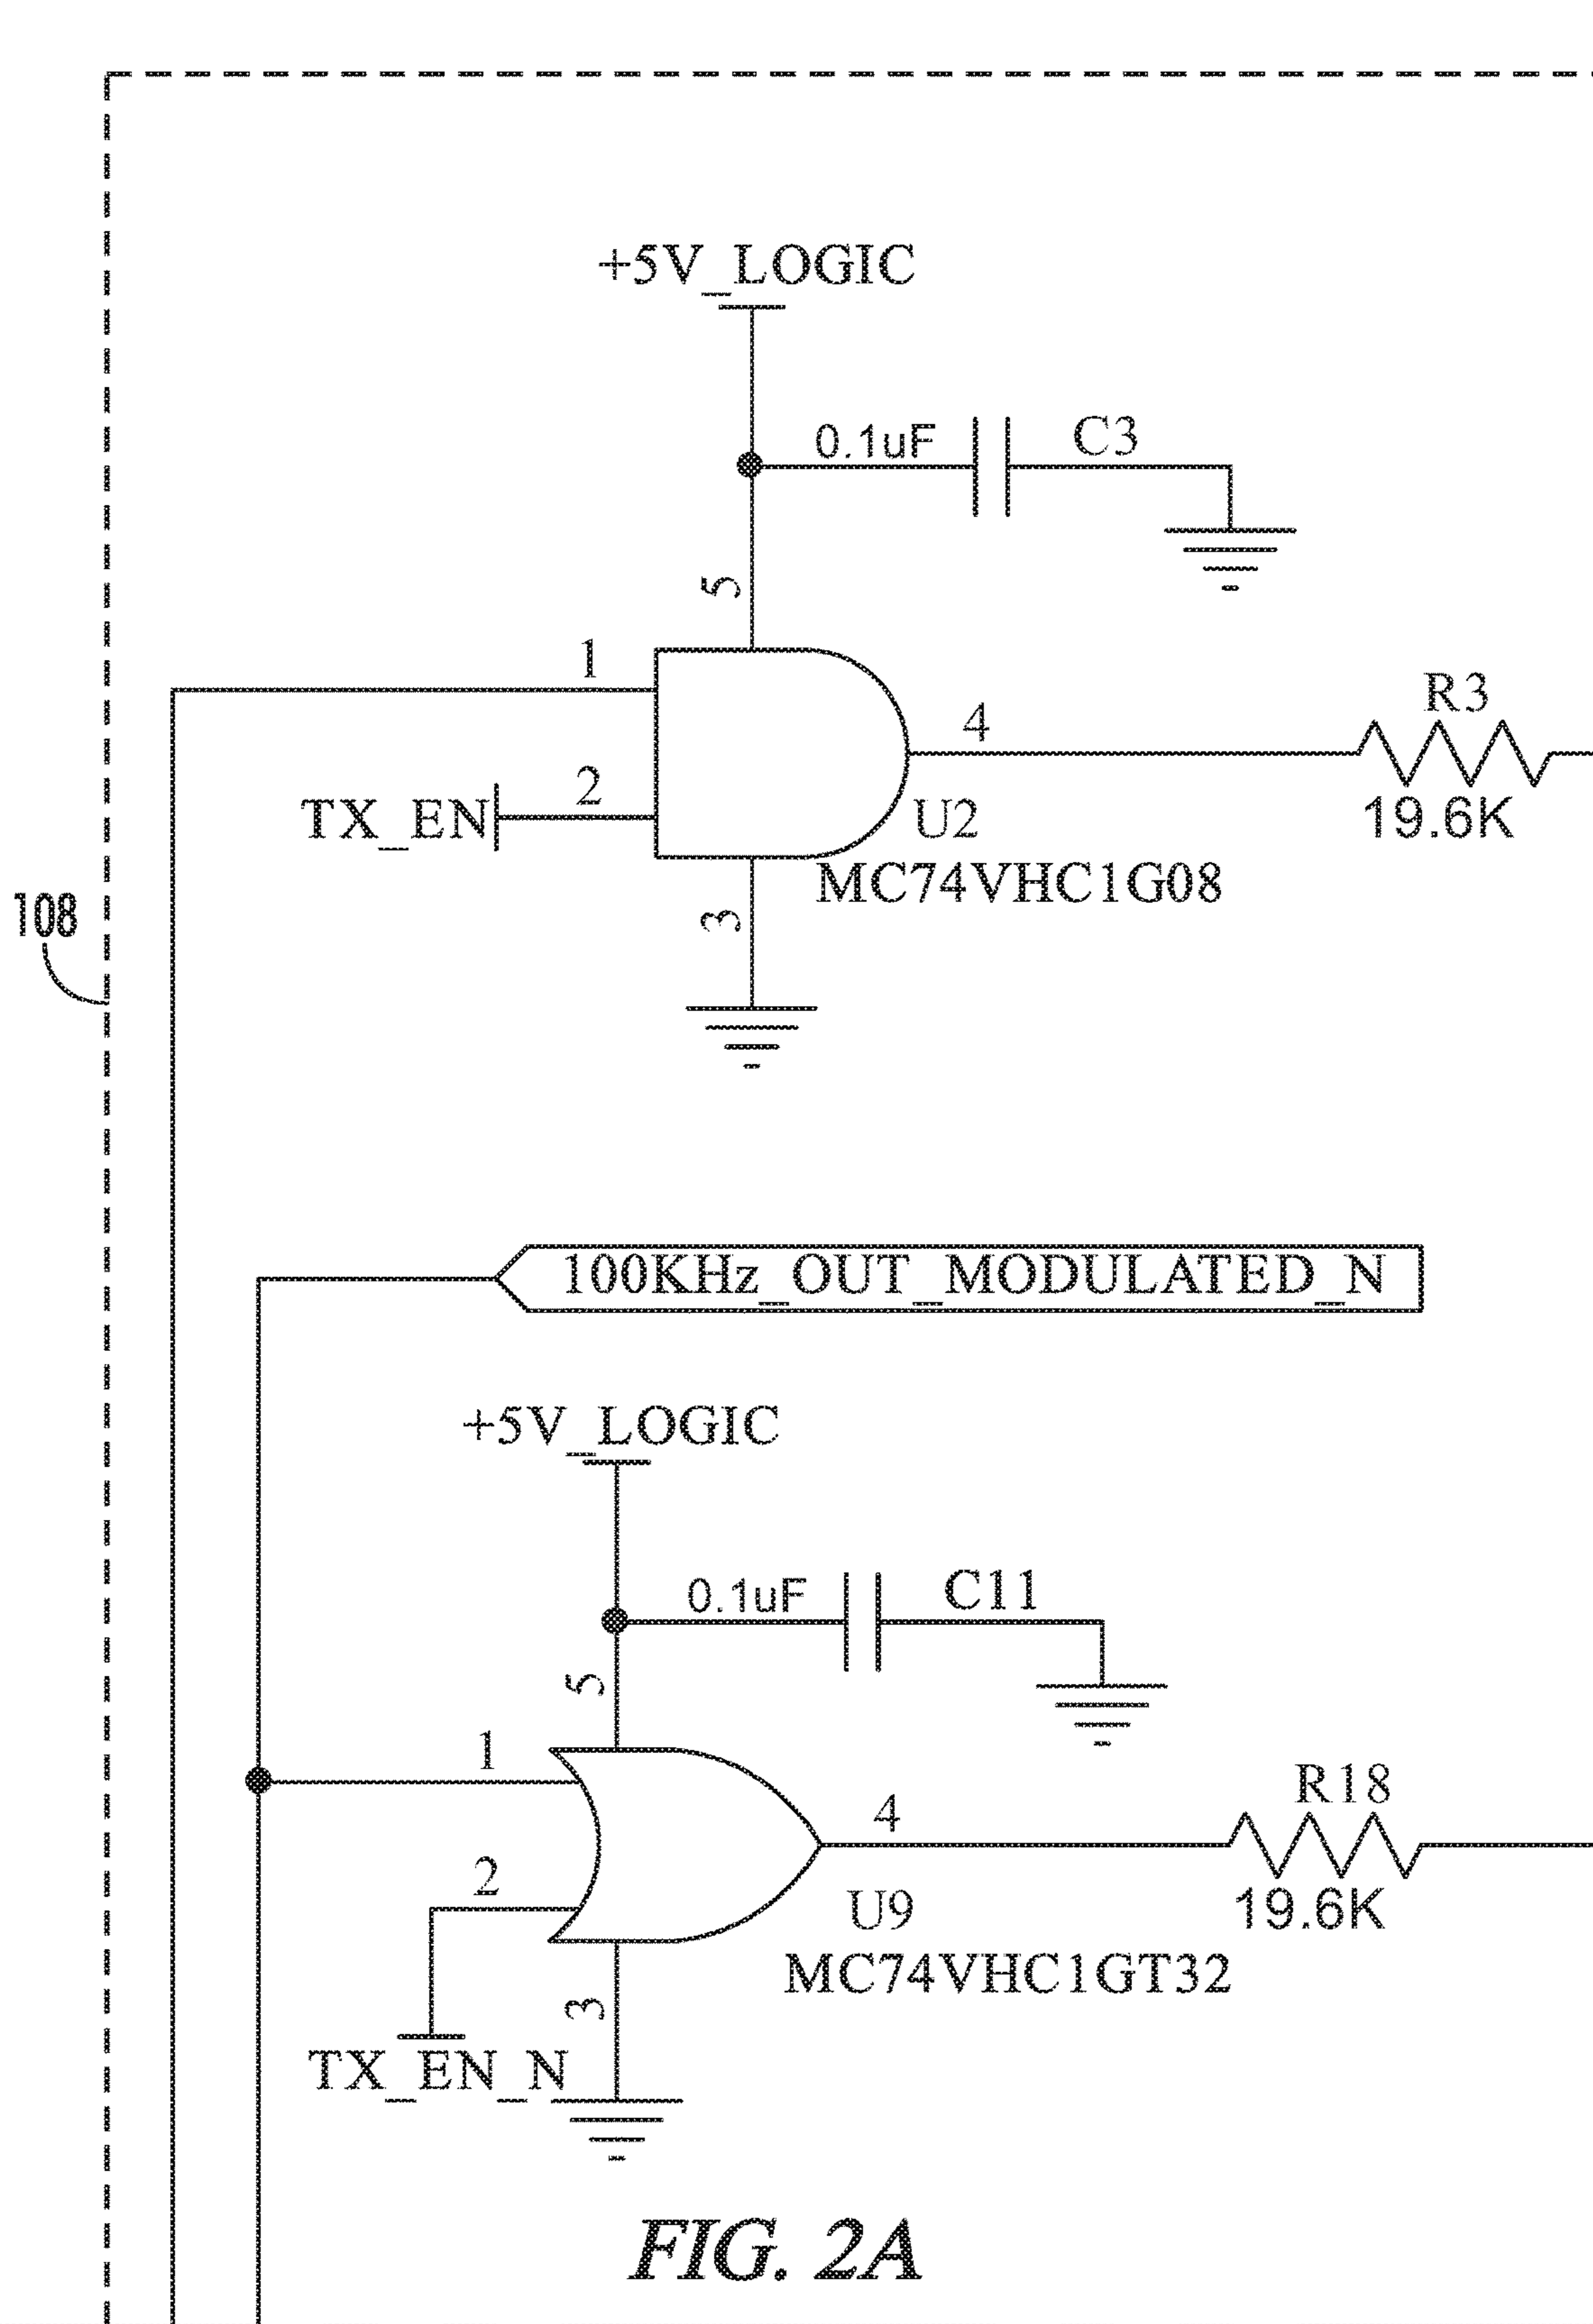 +5V_LOGIC
0.1uF
C3
5
1
R3
4
2
TX_EN
U2
19.6K
MC74VHC1G08
108
3
100KHz_OUT_MODULATED_N
+5V_LOGIC
0.1uF
C11
5
1
R18
4
2
U9
19.6K
MC74VHC1GT32
3
TX_EN_N
FIG. 2A